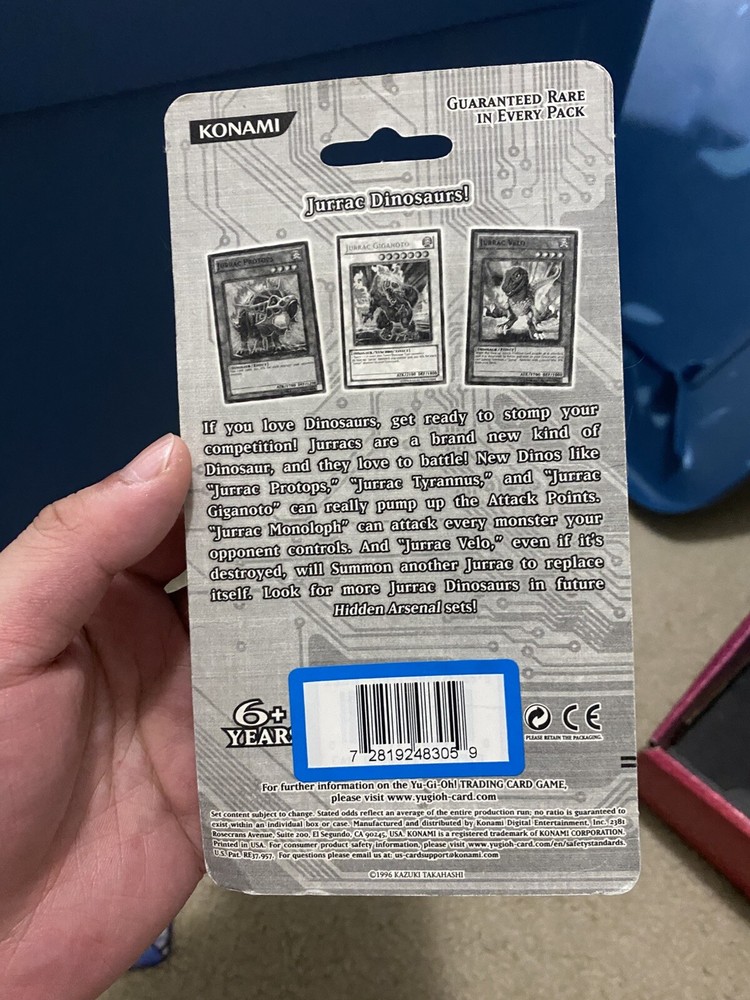 KONAMI
GUARANTEED RARE
IN EVERY PACK
Jurrac Dinosaurs!
JURRAC PROTOPS
JURRAC GIGANOTO
JURRAC VELO
If you love Dinosaurs, get ready to stomp your
competition! Jurracs are a brand new kind of
Dinosaur, and they love to battle! New Dinos like
"Jurrac Protops," "Jurrac Tyrannus," and "Jurrac
Giganoto" can really pump up the Attack Points.
"Jurrac Monoloph" can attack every monster your
opponent controls. And "Jurrac Velo," even if it's
destroyed, will Summon another Jurrac to replace
itself. Look for more Jurrac Dinosaurs in future
Hidden Arsenal sets!
6+
YEARS
7 2819248305 9
CE
PLEASE RETAIN THE PACKAGING
For further information on the Yu-Gi-Oh! TRADING CARD GAME,
please visit www.yugioh-card.com
Set content subject to change. Stated odds reflect an average of the entire production run; no ratio is guaranteed to
exist within an individual box or case. Manufactured and distributed by Konami Digital Entertainment, Inc. 2381
Rosecrans Avenue, Suite 200, El Segundo, CA 90245, USA. KONAMI is a registered trademark of KONAMI CORPORATION.
Printed in USA. For consumer product safety information, please visit www.yugioh-card.com/en/safetystandards.
U.S. Pat. RE37,957. For questions please email us at: us-cardsupport@konami.com
©1996 KAZUKI TAKAHASHI